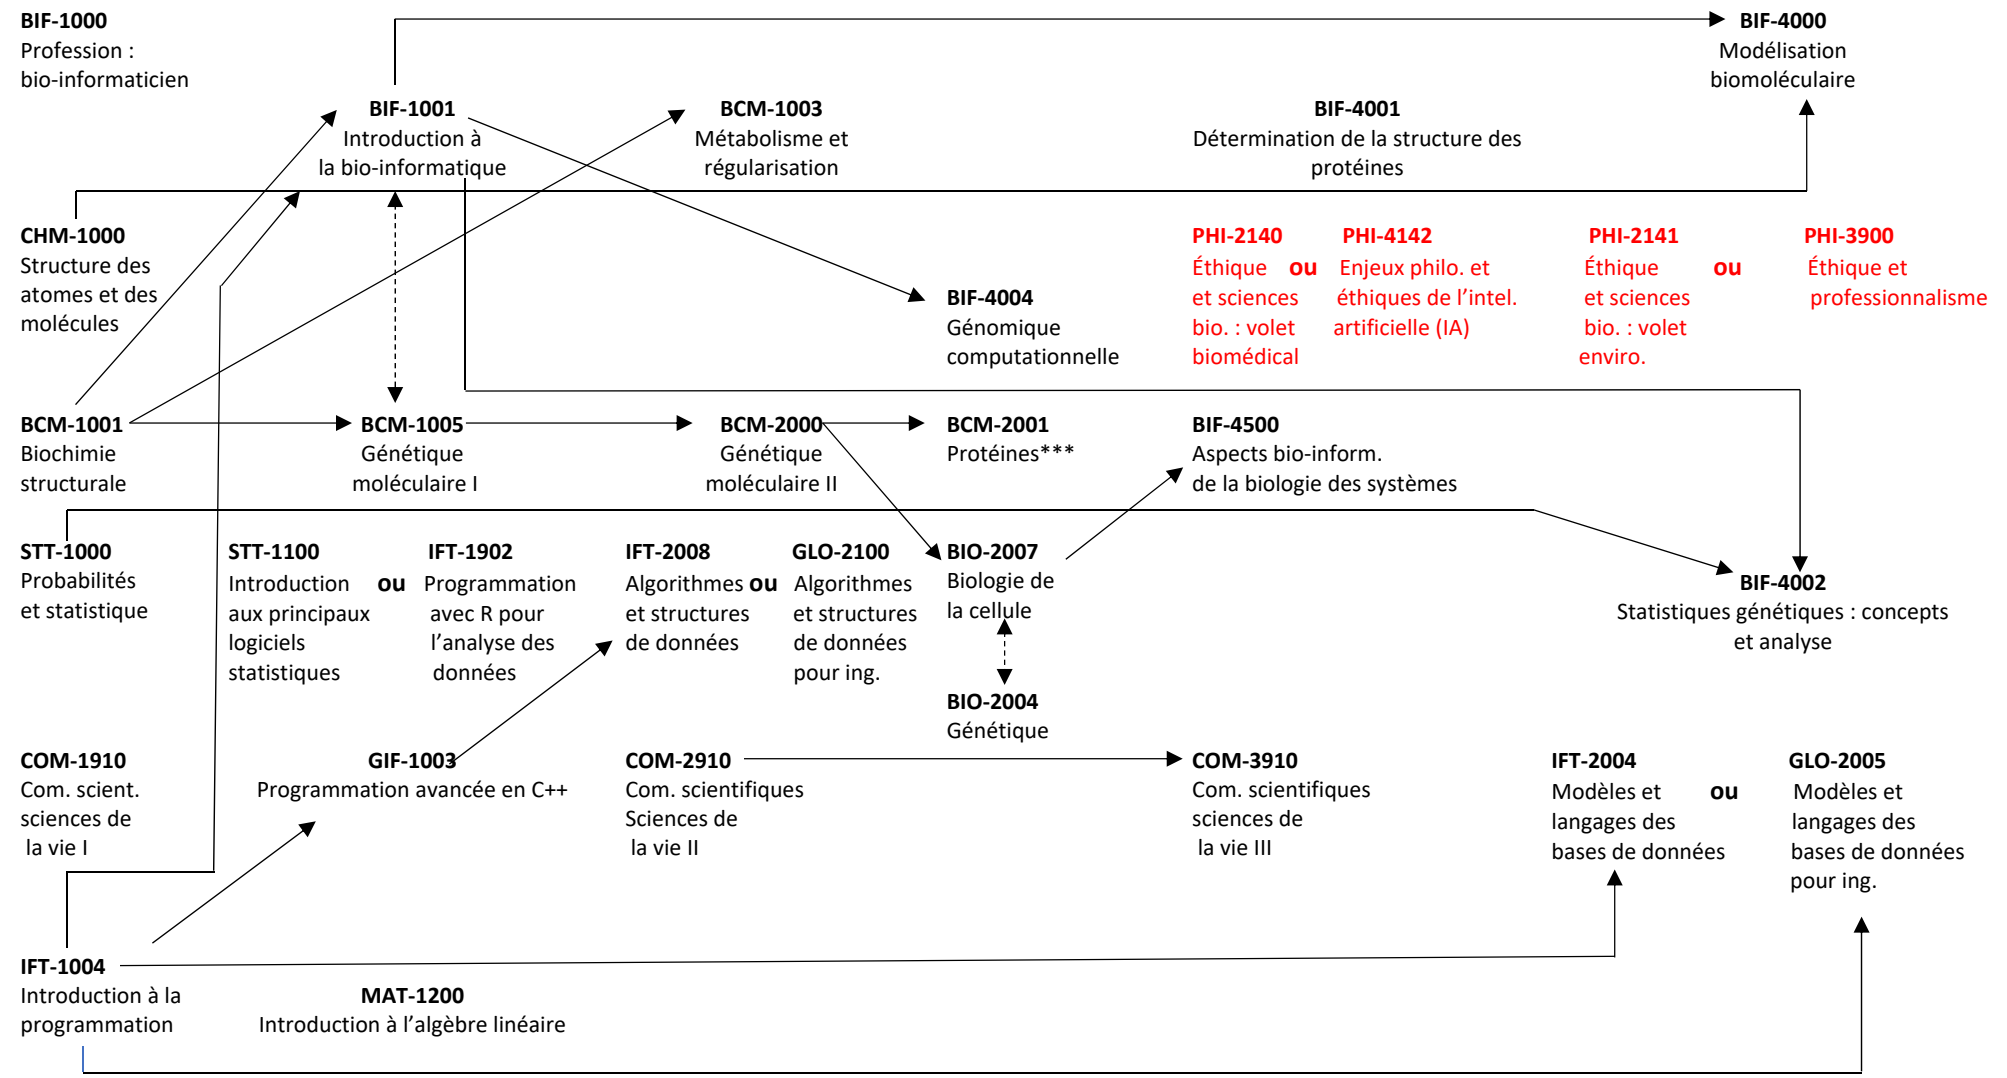 BIF-1000
Profession :
bio-informaticien
BIF-4000
Modélisation
biomoléculaire
BIF-1001
Introduction à
la bio-informatique
BCM-1003
Métabolisme et
régularisation
BIF-4001
Détermination de la structure des
protéines
CHM-1000
Structure des
atomes et des
molécules
BIF-4004
Génomique
computationnelle
PHI-2140
Éthique
et sciences
bio. : volet
biomédical
ou
PHI-4142
Enjeux philo. et
éthiques de l’intel.
artificielle (IA)
PHI-2141
Éthique
et sciences
bio. : volet
enviro.
ou
PHI-3900
Éthique et
professionnalisme
BCM-1001
Biochimie
structurale
BCM-1005
Génétique
moléculaire I
BCM-2000
Génétique
moléculaire II
BCM-2001
Protéines***
BIF-4500
Aspects bio-inform.
de la biologie des systèmes
STT-1000
Probabilités
et statistique
STT-1100
Introduction
aux principaux
logiciels
statistiques
ou
IFT-1902
Programmation
avec R pour
l’analyse des
données
IFT-2008
Algorithmes
et structures
de données
ou
GLO-2100
Algorithmes
et structures
de données
pour ing.
BIO-2007
Biologie de
la cellule
BIF-4002
Statistiques génétiques : concepts
et analyse
BIO-2004
Génétique
COM-1910
Com. scient.
sciences de
la vie I
GIF-1003
Programmation avancée en C++
COM-2910
Com. scientifiques
Sciences de
la vie II
COM-3910
Com. scientifiques
sciences de
la vie III
IFT-2004
Modèles et
langages des
bases de données
ou
GLO-2005
Modèles et
langages des
bases de données
pour ing.
IFT-1004
Introduction à la
programmation
MAT-1200
Introduction à l’algèbre linéaire